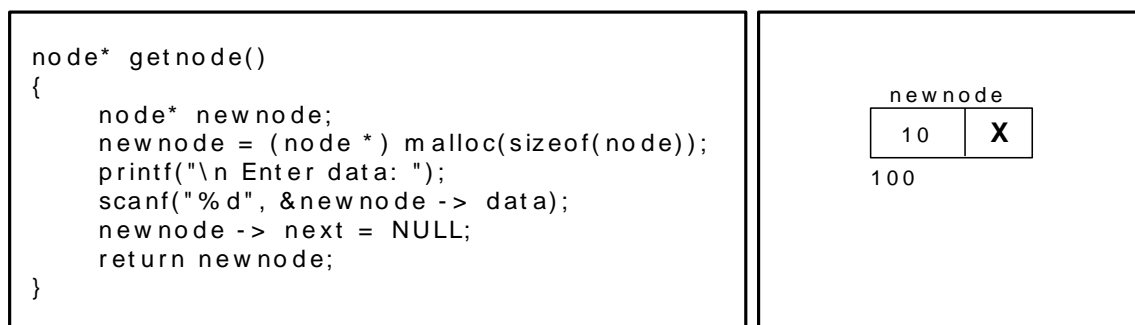 node* getnode()
{
node* newnode;
newnode = (node *) malloc(sizeof(node));
printf("\n Enter data: ");
scanf("%d", &newnode -> data);
newnode -> next = NULL;
return newnode;
}
newnode
10 X
100